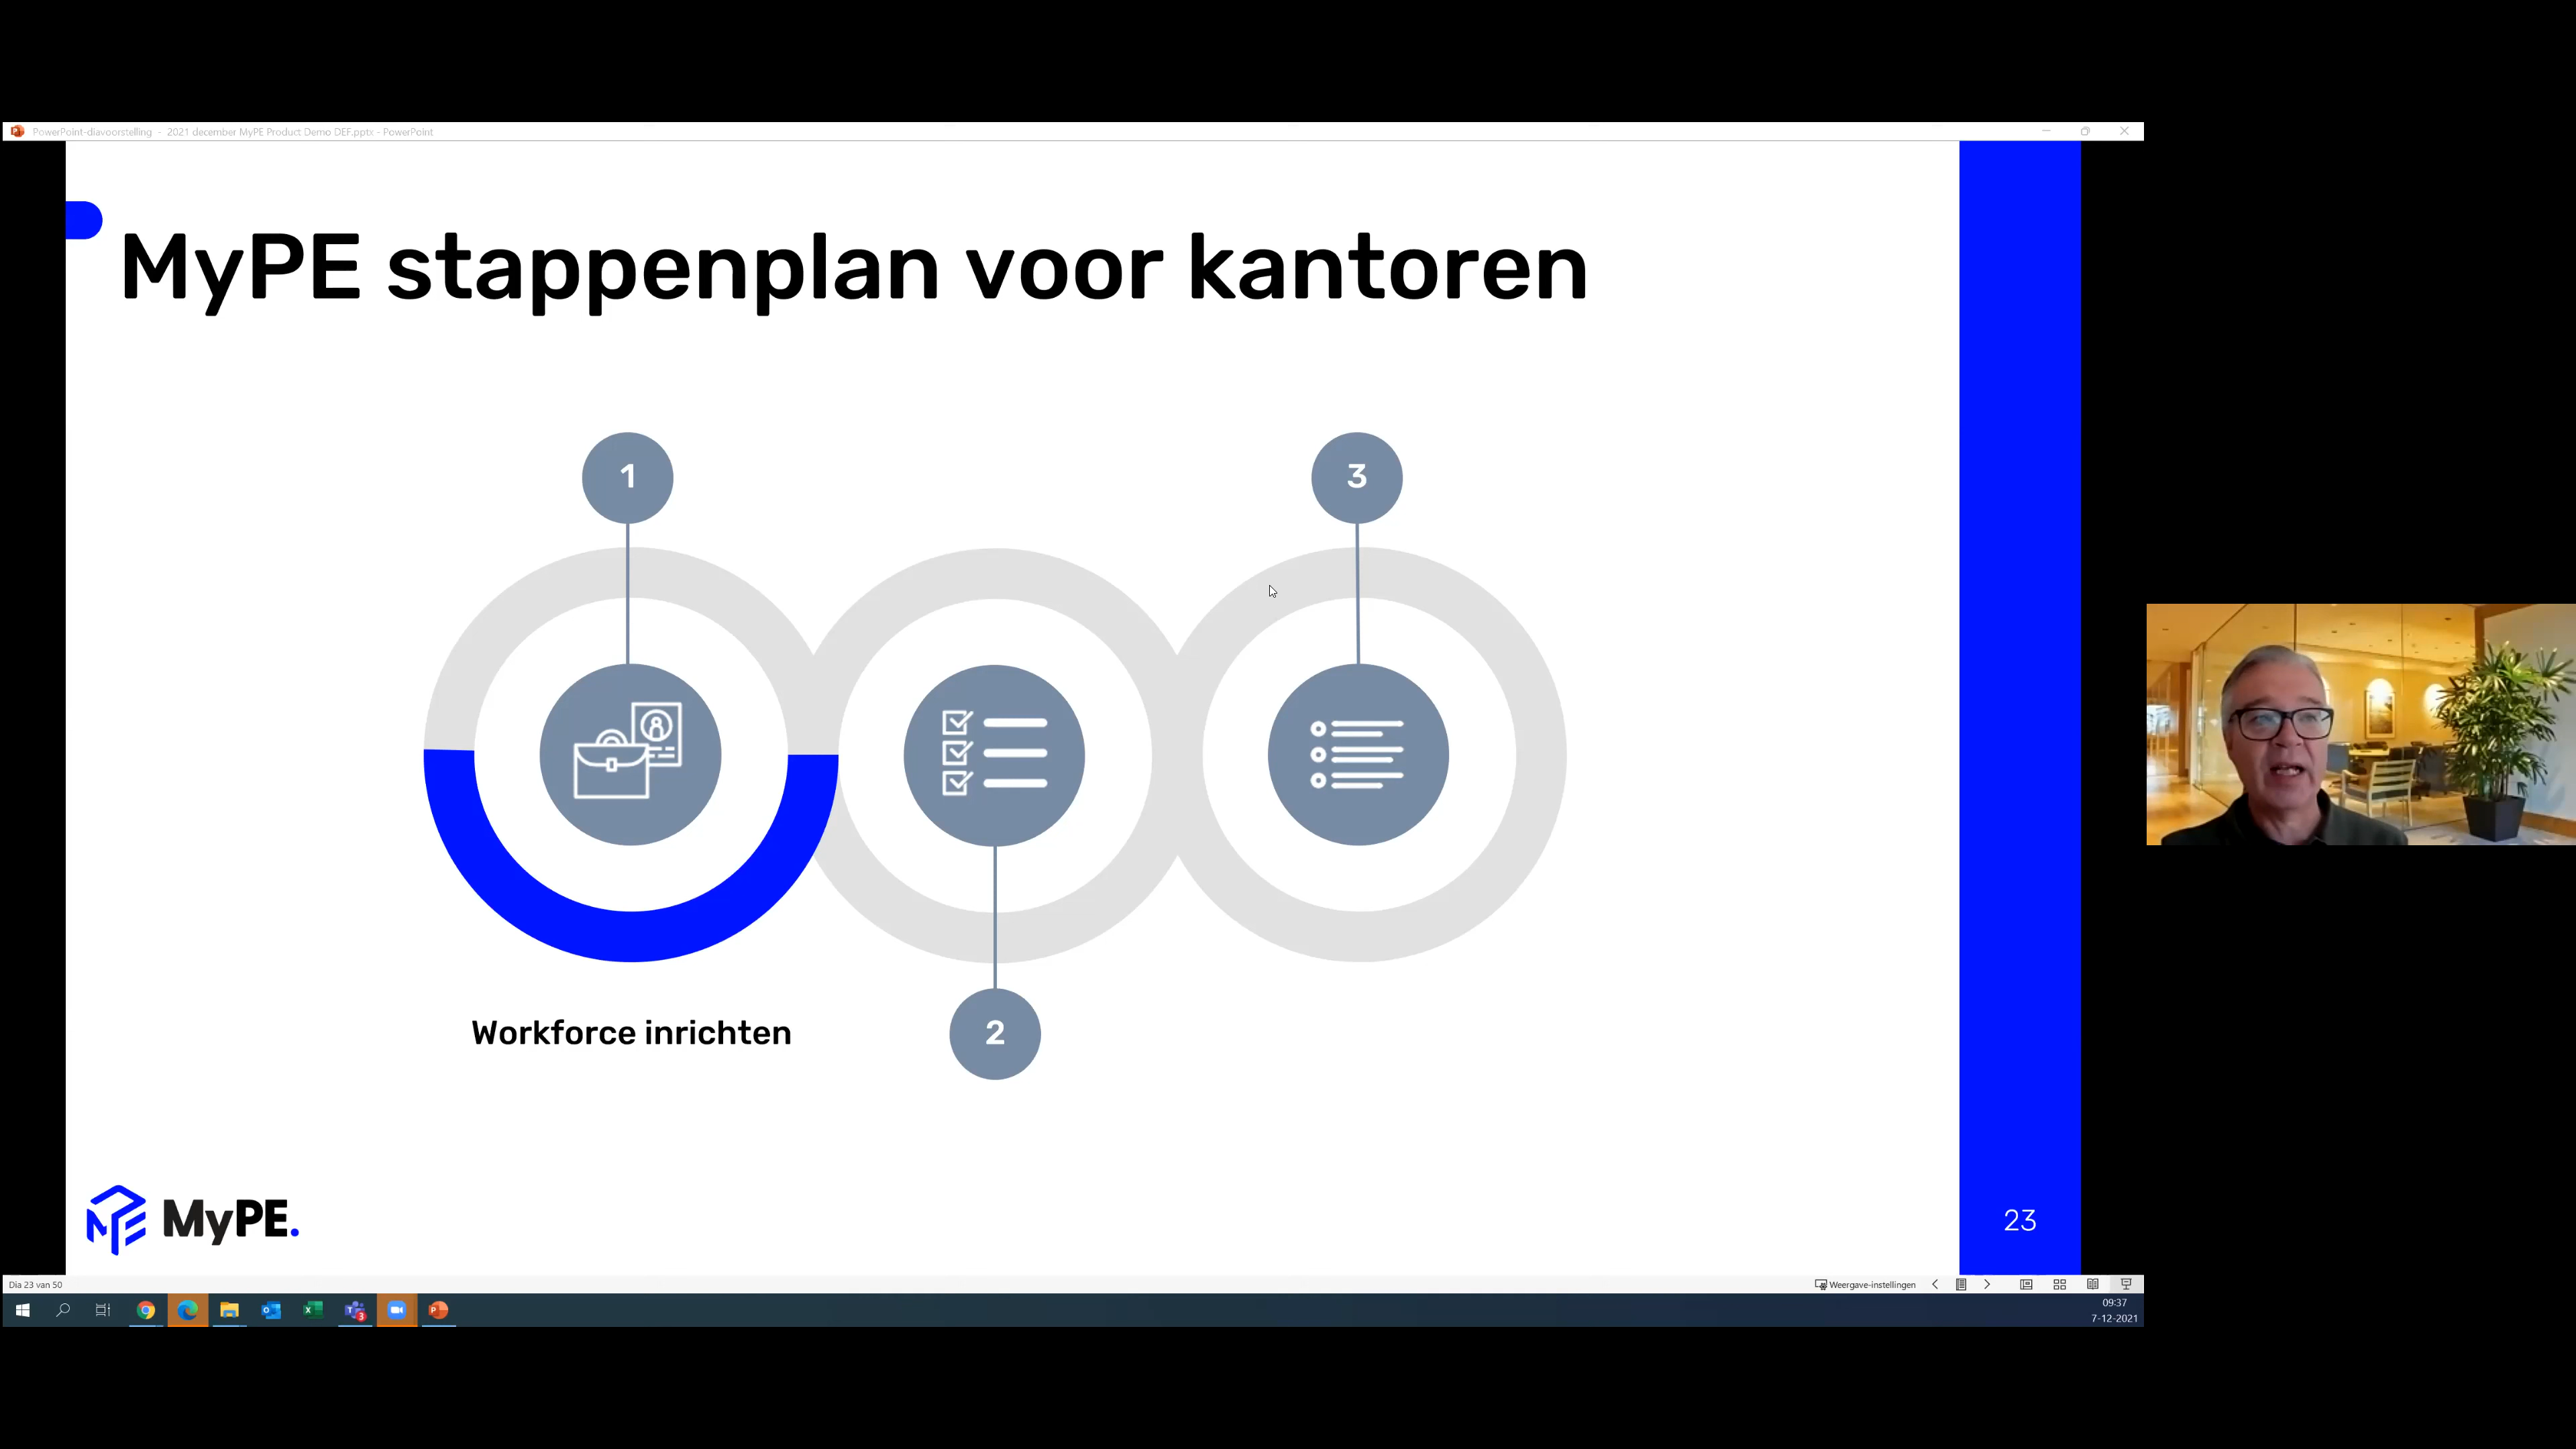 PowerPoint-diavoorstelling - 2021 december MyPE Product Demo DEF.pptx - PowerPoint
MyPE stappenplan voor kantoren
1
3
Workforce inrichten
2
MyPE.
23
Dia 23 van 50
Weergave-instellingen
3
09:37
7-12-2021